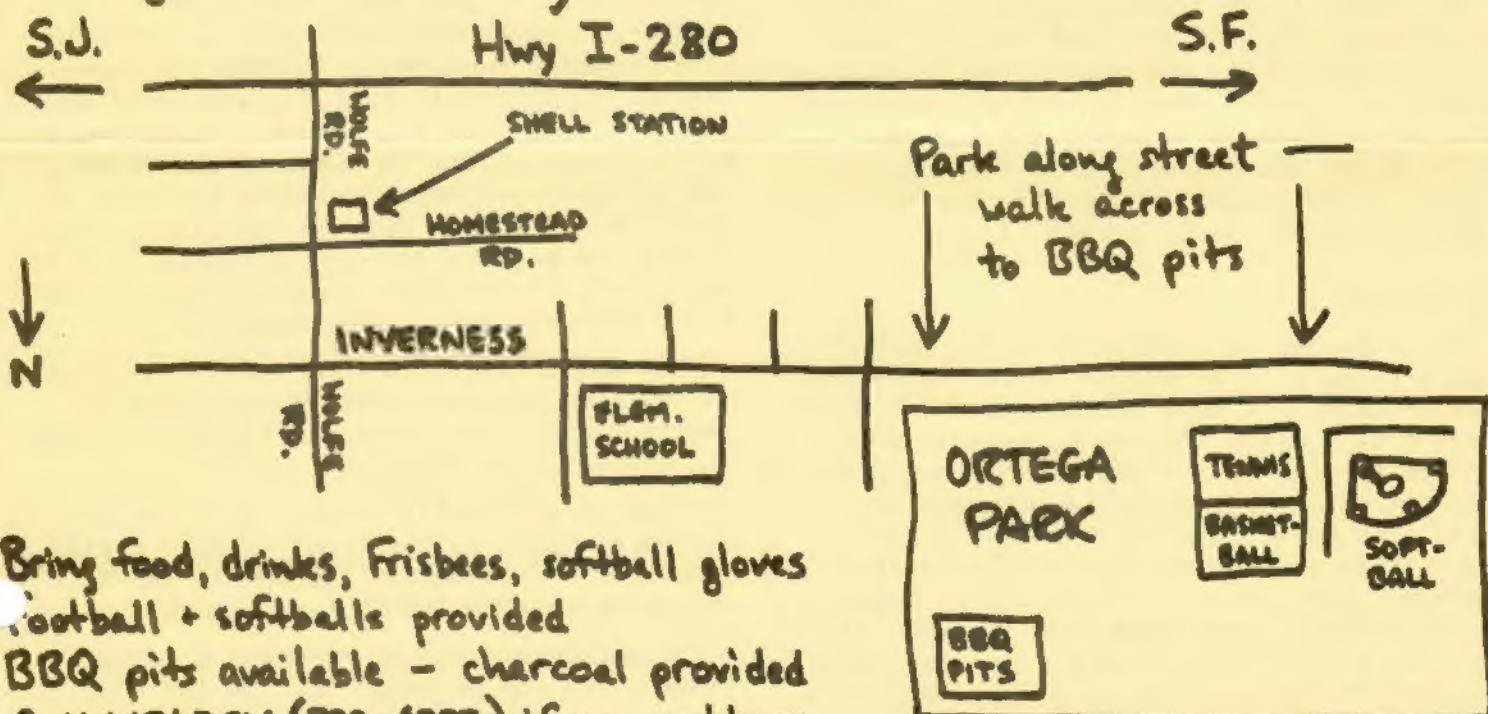 S.J.
Hwy I-280
S.F.
WOLFE
RD.
SHELL STATION
Park along street
walk across
to BBQ pits
HOMESTEAD
RD.
N
INVERNESS
WOLFE
RD.
ELEM.
SCHOOL
ORTEGA
PARK
TENNIS
BASKET-
BALL
SOFT-
BALL
BBQ
PITS
Bring food, drinks, Frisbees, softball gloves
Football + softballs provided
BBQ pits available - charcoal provided